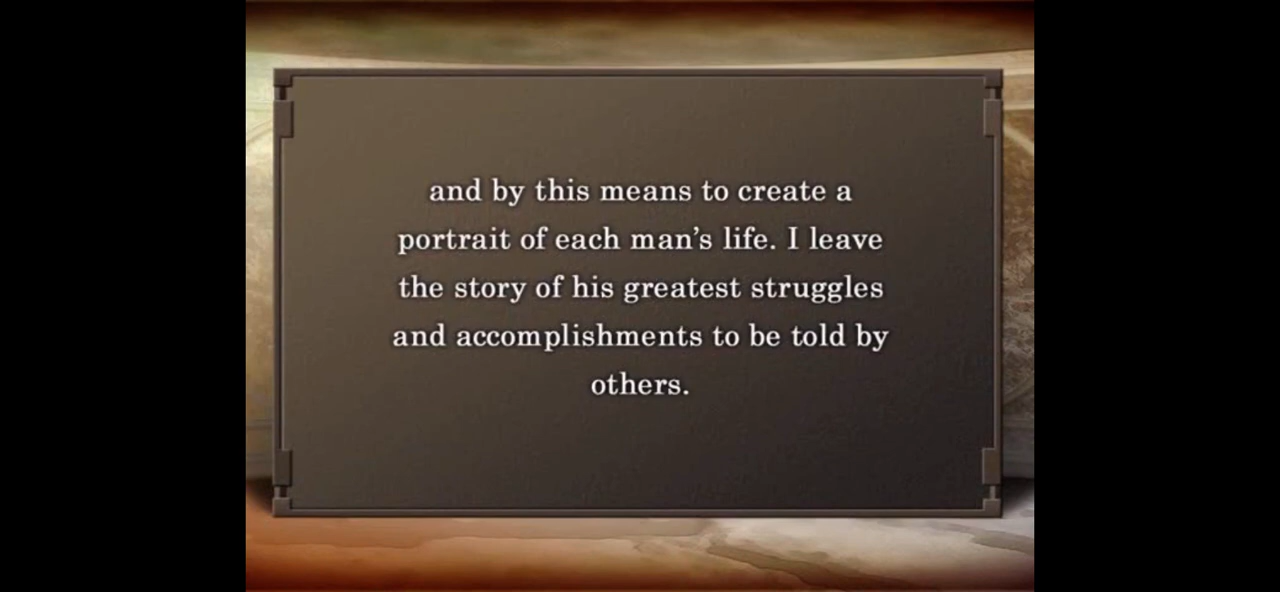 and by this means to create a
portrait of each man’s life. I leave
the story of his greatest struggles
and accomplishments to be told by
others.